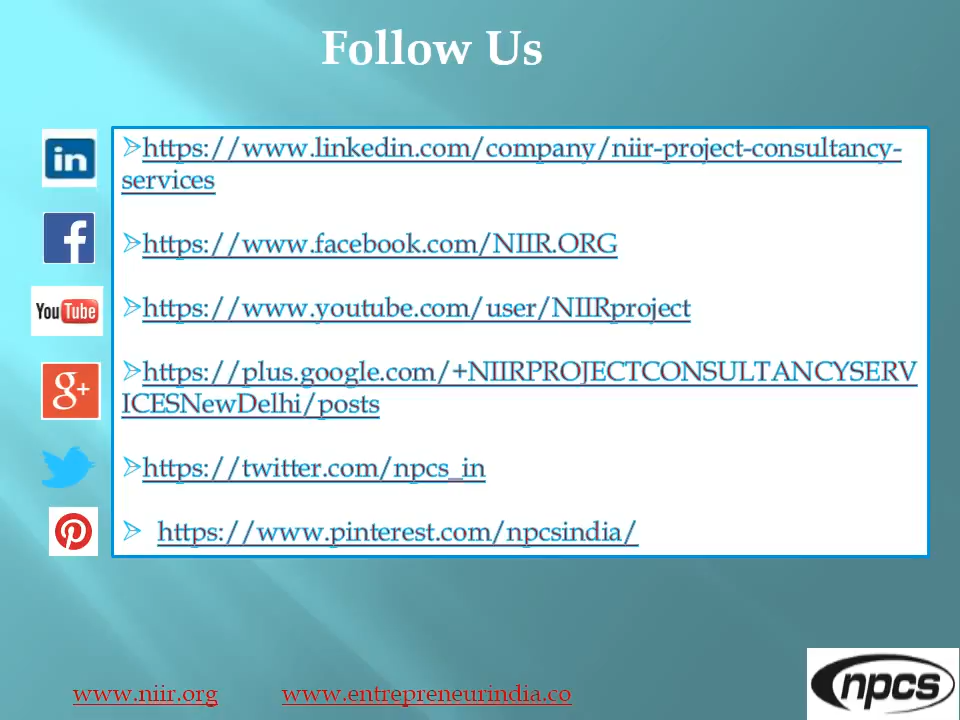 Follow Us
in
➢https://www.linkedin.com/company/niir-project-consultancy-
services
f
➢https://www.facebook.com/NIIR.ORG
You Tube
➢https://www.youtube.com/user/NIIRproject
g+
➢https://plus.google.com/+NIIRPROJECTCONSULTANCYSERV
ICESNewDelhi/posts
➢https://twitter.com/npcs_in
➢ https://www.pinterest.com/npcsindia/
www.niir.org www.entrepreneurindia.co
npcs